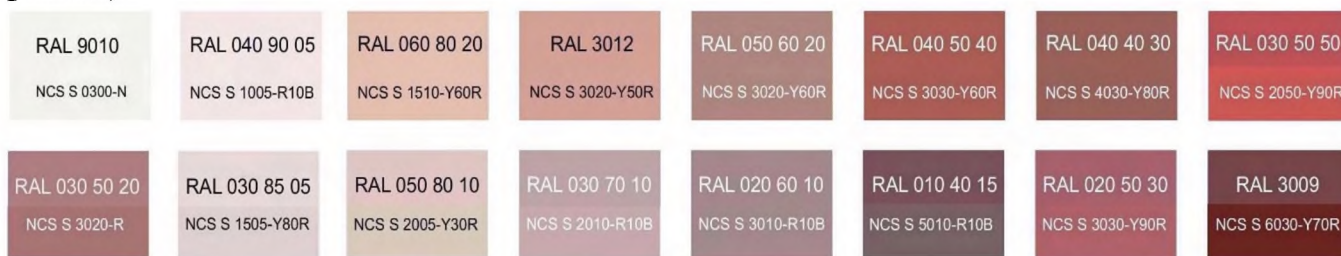 RAL 9010 RAL 040 90 05 RAL 060 80 20 RAL 3012 RAL 050 60 20 RAL 040 50 40 RAL 040 40 30 RAL 030 50 50
NCS S 0300-N NCS S 1005-R10B NCS S 1510-Y60R NCS S 3020-Y50R NCS S 3020-Y60R NCS S 3030-Y60R NCS S 4030-Y80R NCS S 2050-Y90R
RAL 030 50 20 RAL 030 85 05 RAL 050 80 10 RAL 030 70 10 RAL 020 60 10 RAL 010 40 15 RAL 020 50 30 RAL 3009
NCS S 3020-R NCS S 1505-Y80R NCS S 2005-Y30R NCS S 2010-R10B NCS S 3010-R10B NCS S 5010-R10B NCS S 3030-Y90R NCS S 6030-Y70R